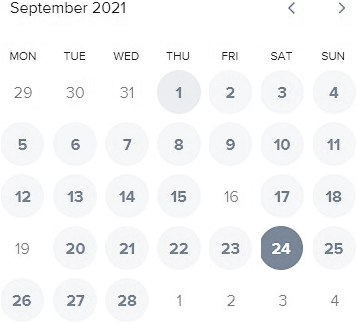 September 2021
MON TUE WED THU FRI SAT SUN
29 30 31 1 2 3 4
5 6 7 8 9 10 11
12 13 14 15 16 17 18
19 20 21 22 23 24 25
26 27 28 1 2 3 4